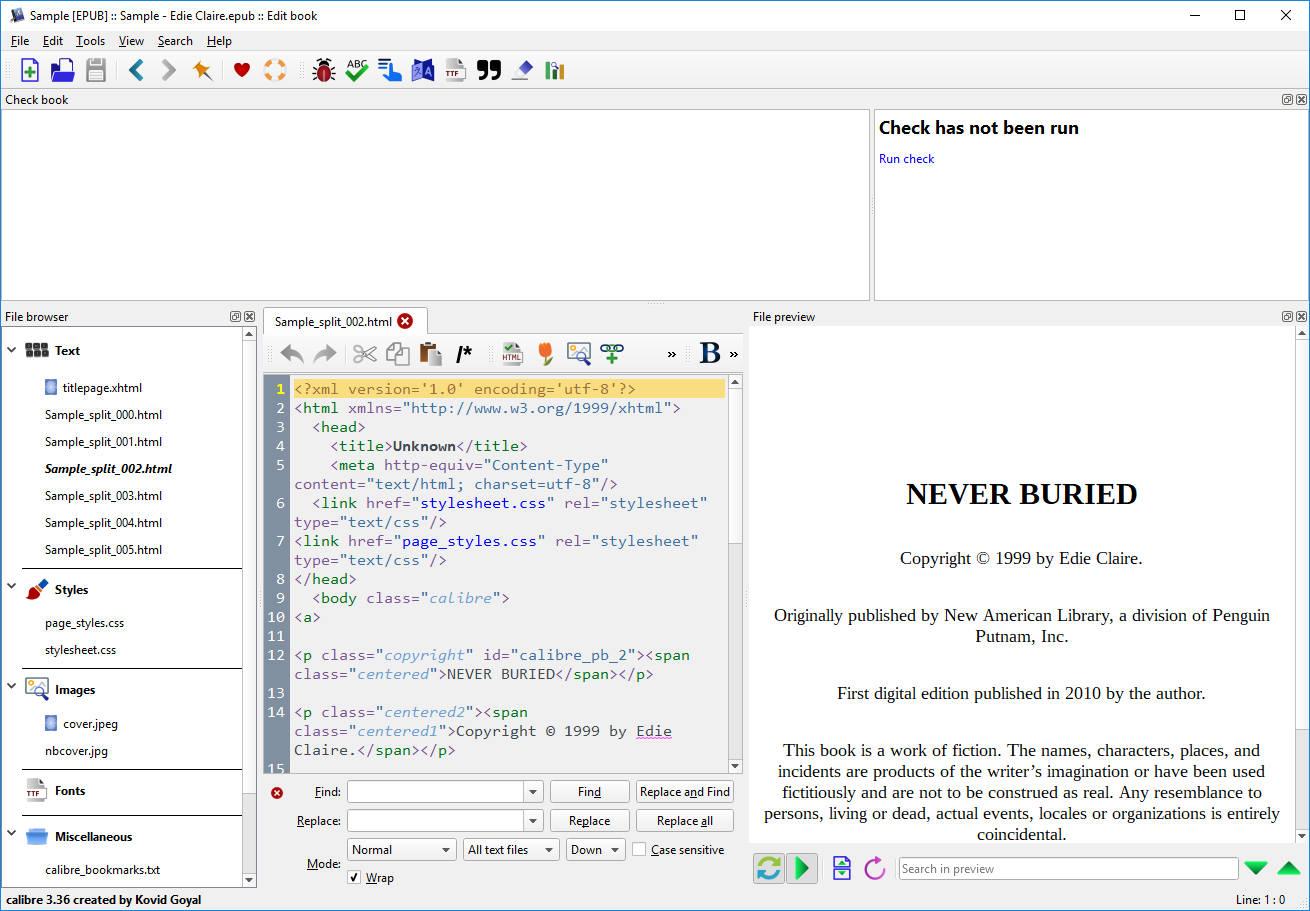 Sample [EPUB] :: Sample - Edie Claire.epub :: Edit book
File Edit Tools View Search Help
ABC
A
TTF
Check book
Check has not been run
Run check
File browser
Text
titlepage.xhtml
Sample_split_000.html
Sample_split_001.html
Sample_split_002.html
Sample_split_003.html
Sample_split_004.html
Sample_split_005.html
Styles
page_styles.css
stylesheet.css
Images
cover.jpeg
nbcover.jpg
TTF
Fonts
Miscellaneous
calibre_bookmarks.txt
Sample_split_002.html
/* HTML » B »
1 <?xml version='1.0' encoding='utf-8'?>
2 <html xmlns="http://www.w3.org/1999/xhtml">
3 <head>
4 <title>Unknown</title>
5 <meta http-equiv="Content-Type"
content="text/html; charset=utf-8"/>
6 <link href="stylesheet.css" rel="stylesheet"
type="text/css"/>
7 <link href="page_styles.css" rel="stylesheet"
type="text/css"/>
8 </head>
9 <body class="calibre">
10 <a>
11
12 <p class="copyright" id="calibre_pb_2"><span
class="centered">NEVER BURIED</span></p>
13
14 <p class="centered2"><span
class="centered1">Copyright © 1999 by Edie
Claire.</span></p>
15
Find: Find Replace and Find
Replace: Replace Replace all
Mode: Normal All text files Down Case sensitive
Wrap
File preview
NEVER BURIED
Copyright © 1999 by Edie Claire.
Originally published by New American Library, a division of Penguin
Putnam, Inc.
First digital edition published in 2010 by the author.
This book is a work of fiction. The names, characters, places, and
incidents are products of the writer’s imagination or have been used
fictitiously and are not to be construed as real. Any resemblance to
persons, living or dead, actual events, locales or organizations is entirely
coincidental.
Search in preview
calibre 3.36 created by Kovid Goyal
Line: 1 : 0